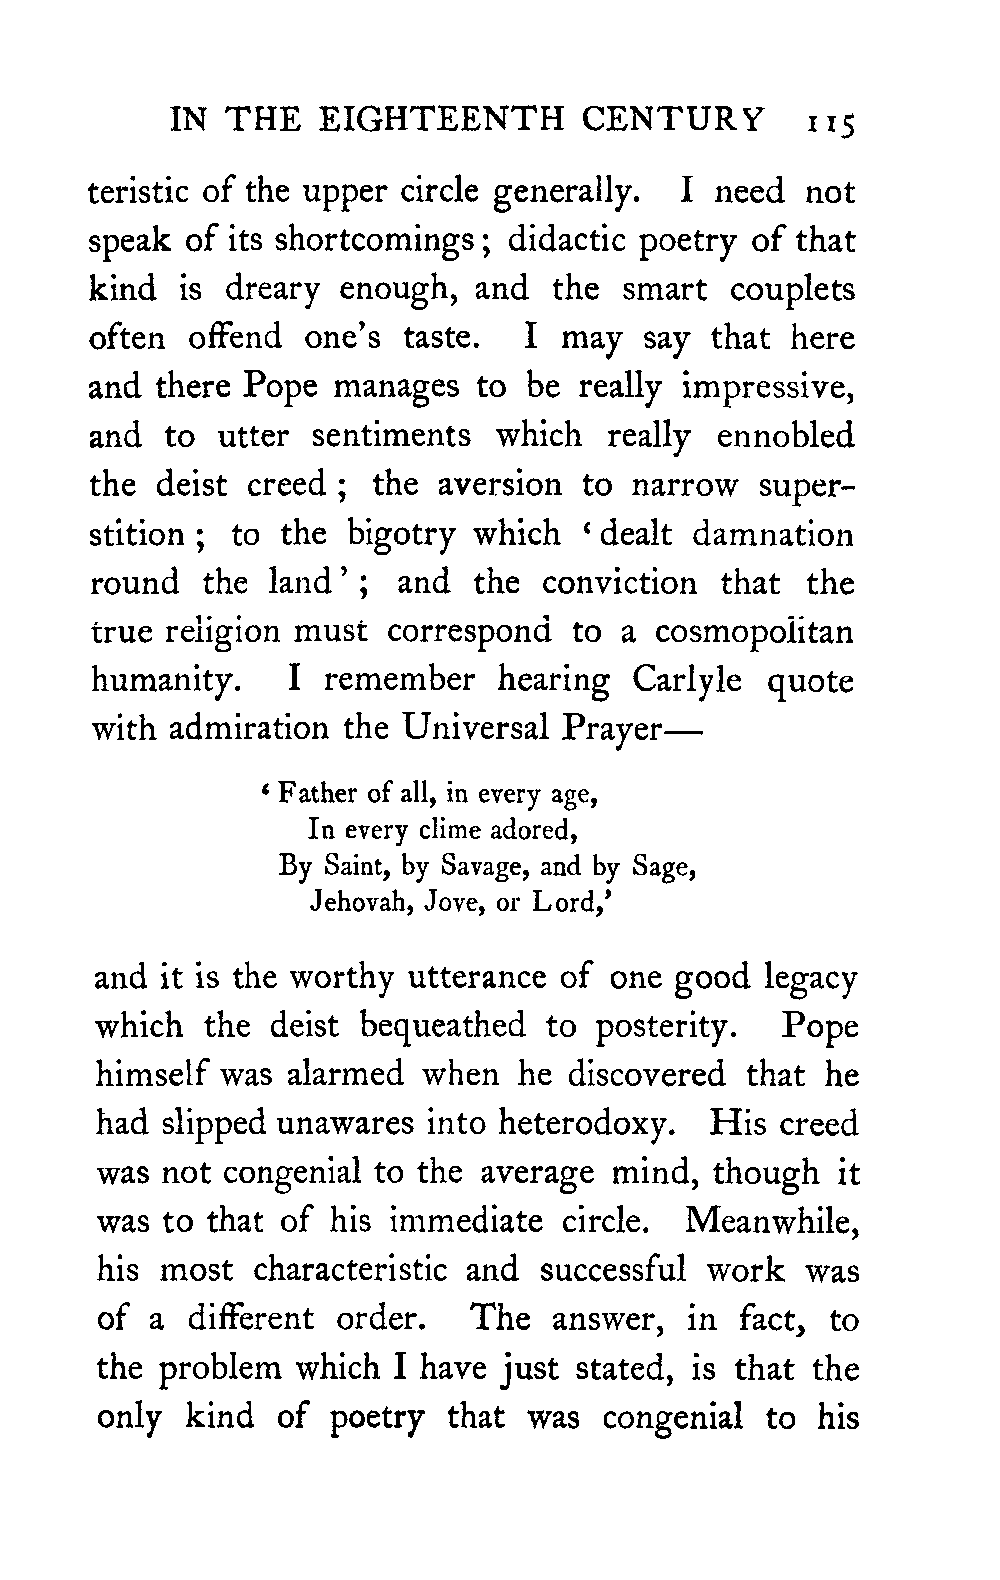 IN THE EIGHTEENTH CENTURY 115
teristic of the upper circle generally. I need not
speak of its shortcomings; didactic poetry of that
kind is dreary enough, and the smart couplets
often offend one's taste. I may say that here
and there Pope manages to be really impressive,
and to utter sentiments which really ennobled
the deist creed; the aversion to narrow super-
stition; to the bigotry which ‘dealt damnation
round the land’; and the conviction that the
true religion must correspond to a cosmopolitan
humanity. I remember hearing Carlyle quote
with admiration the Universal Prayer—
‘Father of all, in every age,
In every clime adored,
By Saint, by Savage, and by Sage,
Jehovah, Jove, or Lord,’
and it is the worthy utterance of one good legacy
which the deist bequeathed to posterity. Pope
himself was alarmed when he discovered that he
had slipped unawares into heterodoxy. His creed
was not congenial to the average mind, though it
was to that of his immediate circle. Meanwhile,
his most characteristic and successful work was
of a different order. The answer, in fact, to
the problem which I have just stated, is that the
only kind of poetry that was congenial to his